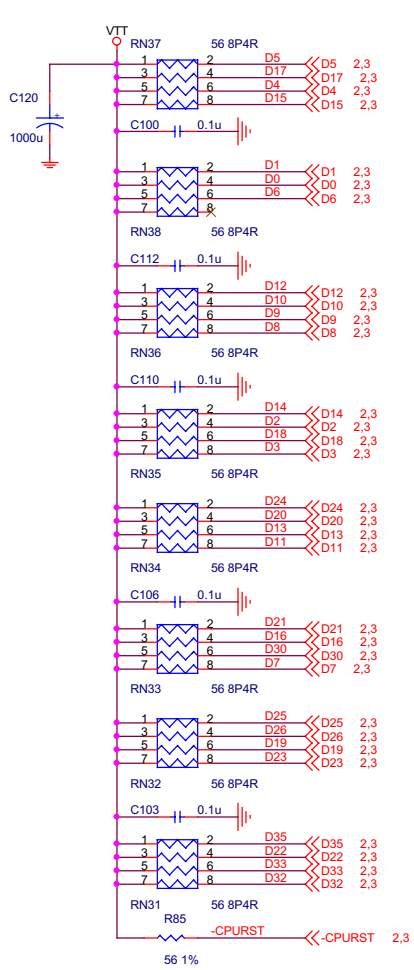 VTT
RN37 56 8P4R
1 2 D5 D5 2,3
3 4 D17 D17 2,3
5 6 D4 D4 2,3
7 8 D15 D15 2,3
C120
1000u
+
C100 0.1u
1 2 D1 D1 2,3
3 4 D0 D0 2,3
5 6 D6 D6 2,3
7 8
RN38 56 8P4R
C112 0.1u
1 2 D12 D12 2,3
3 4 D10 D10 2,3
5 6 D9 D9 2,3
7 8 D8 D8 2,3
RN36 56 8P4R
C110 0.1u
1 2 D14 D14 2,3
3 4 D2 D2 2,3
5 6 D18 D18 2,3
7 8 D3 D3 2,3
RN35 56 8P4R
1 2 D24 D24 2,3
3 4 D20 D20 2,3
5 6 D13 D13 2,3
7 8 D11 D11 2,3
RN34 56 8P4R
C106 0.1u
1 2 D21 D21 2,3
3 4 D16 D16 2,3
5 6 D30 D30 2,3
7 8 D7 D7 2,3
RN33 56 8P4R
1 2 D25 D25 2,3
3 4 D26 D26 2,3
5 6 D19 D19 2,3
7 8 D23 D23 2,3
RN32 56 8P4R
C103 0.1u
1 2 D35 D35 2,3
3 4 D22 D22 2,3
5 6 D33 D33 2,3
7 8 D32 D32 2,3
RN31 56 8P4R
R85 -CPURST -CPURST 2,3
56 1%